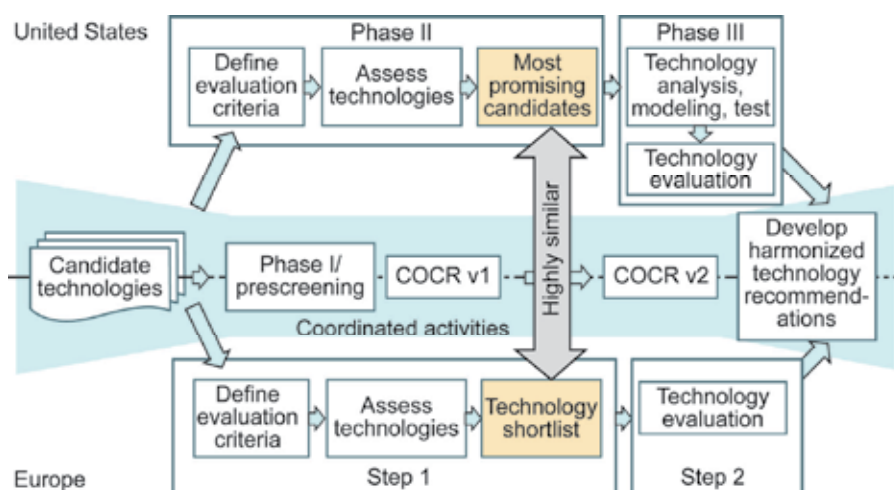 United States
Phase II
Define
evaluation
criteria
Assess
technologies
Most
promising
candidates
Phase III
Technology
analysis,
modeling, test
Technology
evaluation
Candidate
technologies
Phase I/
prescreening
COCR v1
Highly similar
COCR v2
Develop
harmonized
technology
recommend-
ations
Coordinated activities
Define
evaluation
criteria
Assess
technologies
Technology
shortlist
Step 1
Technology
evaluation
Step 2
Europe